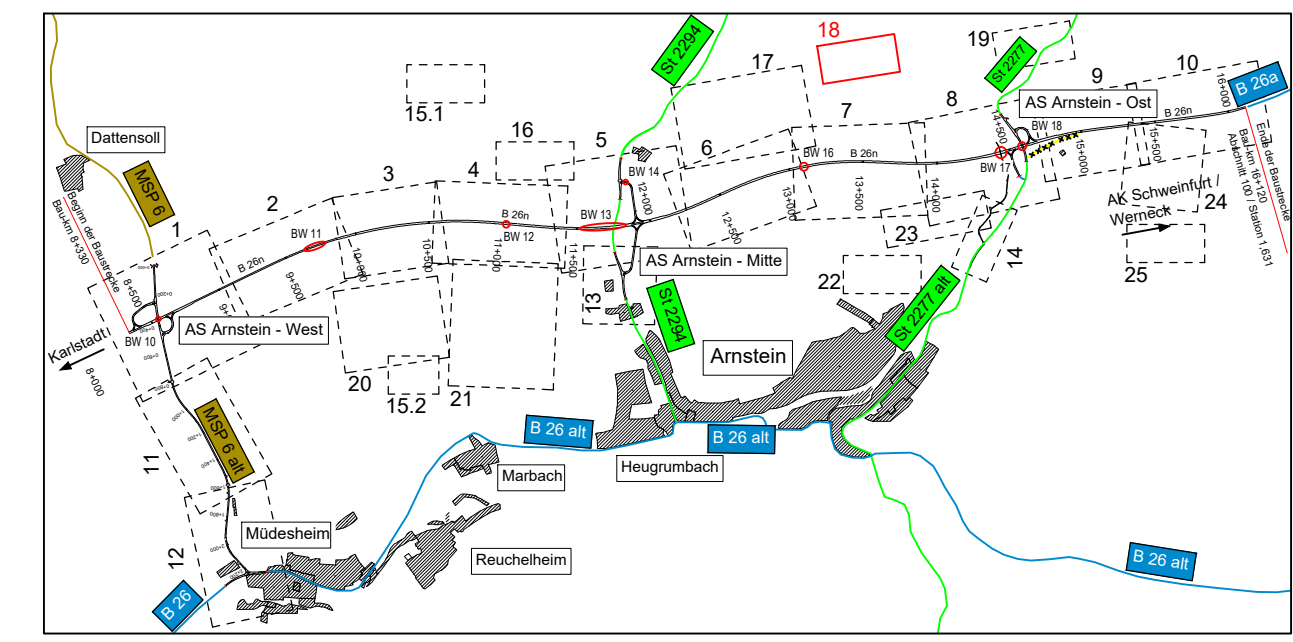 18
19
St 2294
St 2277
17
10
9
B 26a
16+000
15.1
7
8
AS Arnstein - Ost
B 26n
Dattensoll
16
5
6
BW 18
14+500
15+000
15+500
Ende der Baustrecke
Bau-km 16+120
Abschnitt 100 / Station 1,631
MSP 6
3
4
BW 14
BW 16
B 26n
BW 17
Beginn der Baustrecke
Bau-km 8+330
1
2
12+000
13+000
13+500
14+000
AK Schweinfurt /
Werneck
24
BW 11
B 26n
BW 13
BW 12
12+500
23
14
25
B 26n
10+000
10+500
11+000
11+500
AS Arnstein - Mitte
8+500
9+500
13
22
AS Arnstein - West
BW 10
Karlstadt
8+000
St 2294
St 2277 alt
Arnstein
20
15.2
21
MSP 6 alt
11
B 26 alt
B 26 alt
Marbach
Heugrumbach
12
Müdesheim
Reuchelheim
B 26 alt
B 26